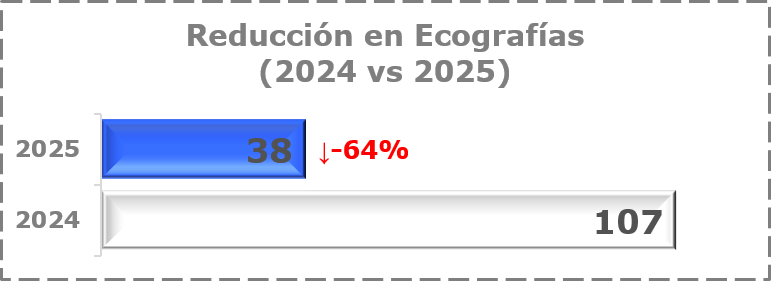 Reducción en Ecografías
(2024 vs 2025)
2025 38 ↓-64%
2024 107